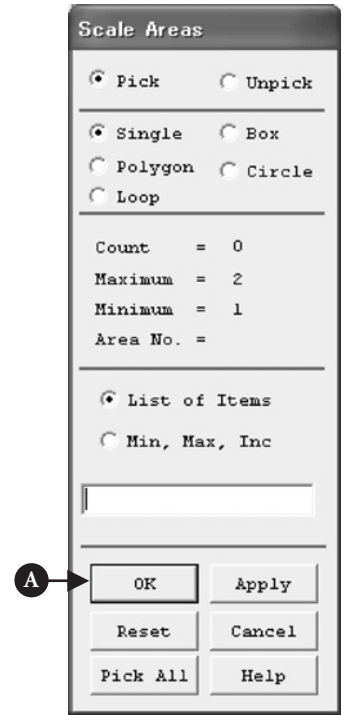 Scale Areas
Pick Unpick
Single Box
Polygon Circle
Loop
Count = 0
Maximum = 2
Minimum = 1
Area No. =
List of Items
Min, Max, Inc
A OK Apply
Reset Cancel
Pick All Help